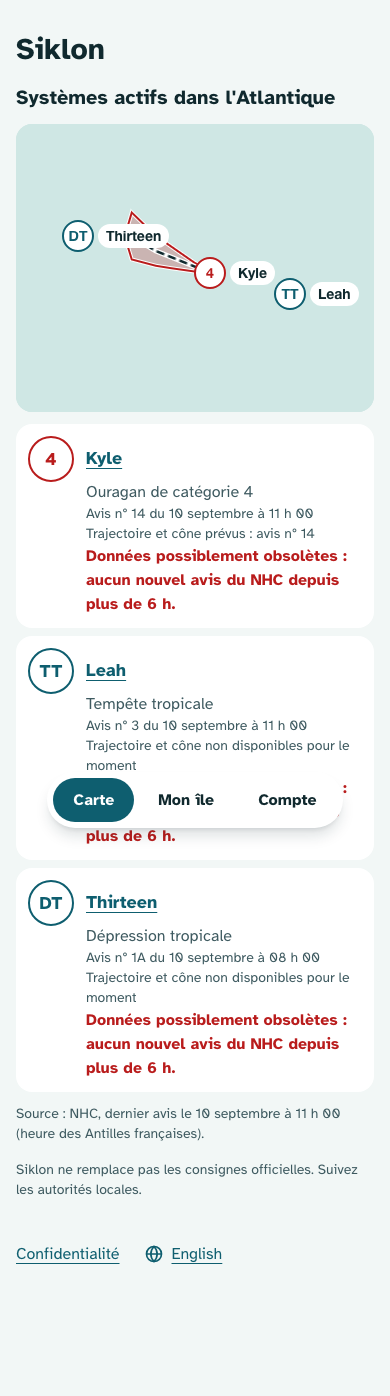 Siklon
Systèmes actifs dans l'Atlantique
DT Thirteen
4 Kyle
TT Leah
4 Kyle
Ouragan de catégorie 4
Avis n° 14 du 10 septembre à 11 h 00
Trajectoire et cône prévus : avis n° 14
Données possiblement obsolètes :
aucun nouvel avis du NHC depuis
plus de 6 h.
TT Leah
Tempête tropicale
Avis n° 3 du 10 septembre à 11 h 00
Trajectoire et cône non disponibles pour le
moment
:
Carte Mon île Compte
plus de 6 h.
DT Thirteen
Dépression tropicale
Avis n° 1A du 10 septembre à 08 h 00
Trajectoire et cône non disponibles pour le
moment
Données possiblement obsolètes :
aucun nouvel avis du NHC depuis
plus de 6 h.
Source : NHC, dernier avis le 10 septembre à 11 h 00
(heure des Antilles françaises).
Siklon ne remplace pas les consignes officielles. Suivez
les autorités locales.
Confidentialité English